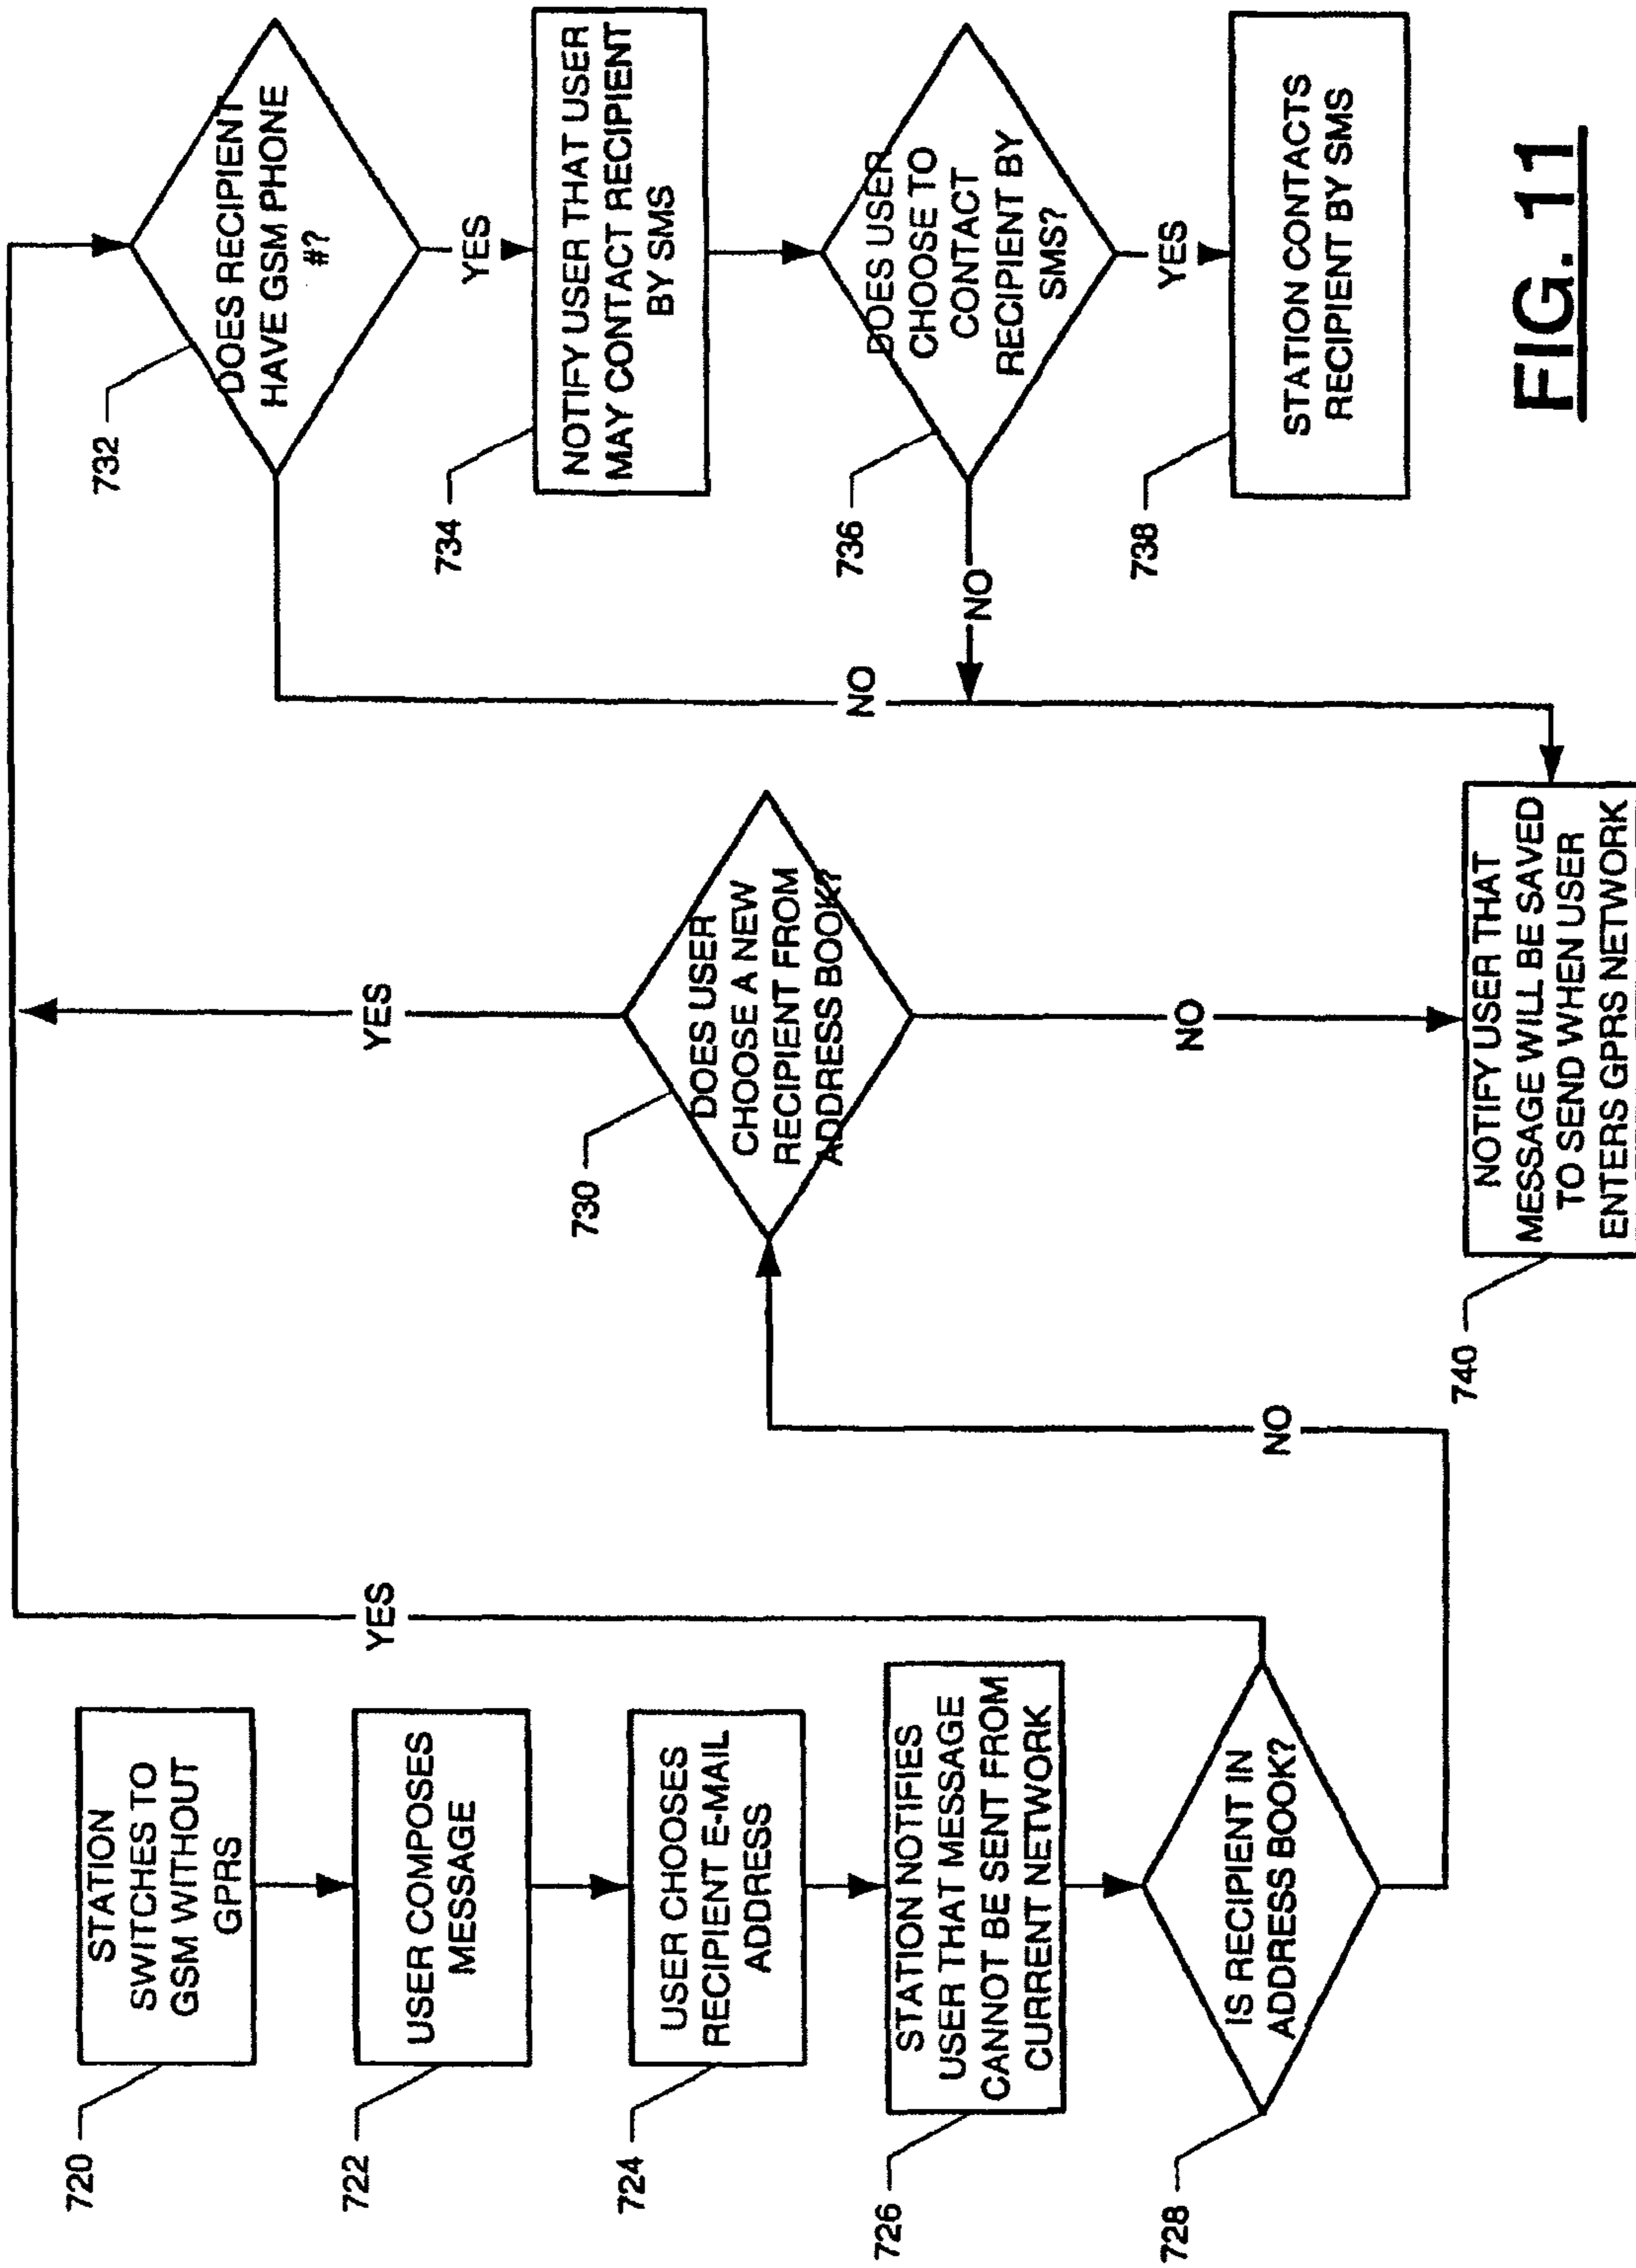 720
STATION
SWITCHES TO
GSM WITHOUT
GPRS
722
USER COMPOSES
MESSAGE
724
USER CHOOSES
RECIPIENT E-MAIL
ADDRESS
726
STATION NOTIFIES
USER THAT MESSAGE
CANNOT BE SENT FROM
CURRENT NETWORK
728
IS RECIPIENT IN
ADDRESS BOOK?
YES
NO
730
DOES USER
CHOOSE A NEW
RECIPIENT FROM
ADDRESS BOOK?
YES
NO
732
DOES RECIPIENT
HAVE GSM PHONE
#?
YES
NO
734
NOTIFY USER THAT USER
MAY CONTACT RECIPIENT
BY SMS
736
DOES USER
CHOOSE TO
CONTACT
RECIPIENT BY
SMS?
YES
NO
738
STATION CONTACTS
RECIPIENT BY SMS
740
NOTIFY USER THAT
MESSAGE WILL BE SAVED
TO SEND WHEN USER
ENTERS GPRS NETWORK
FIG. 11